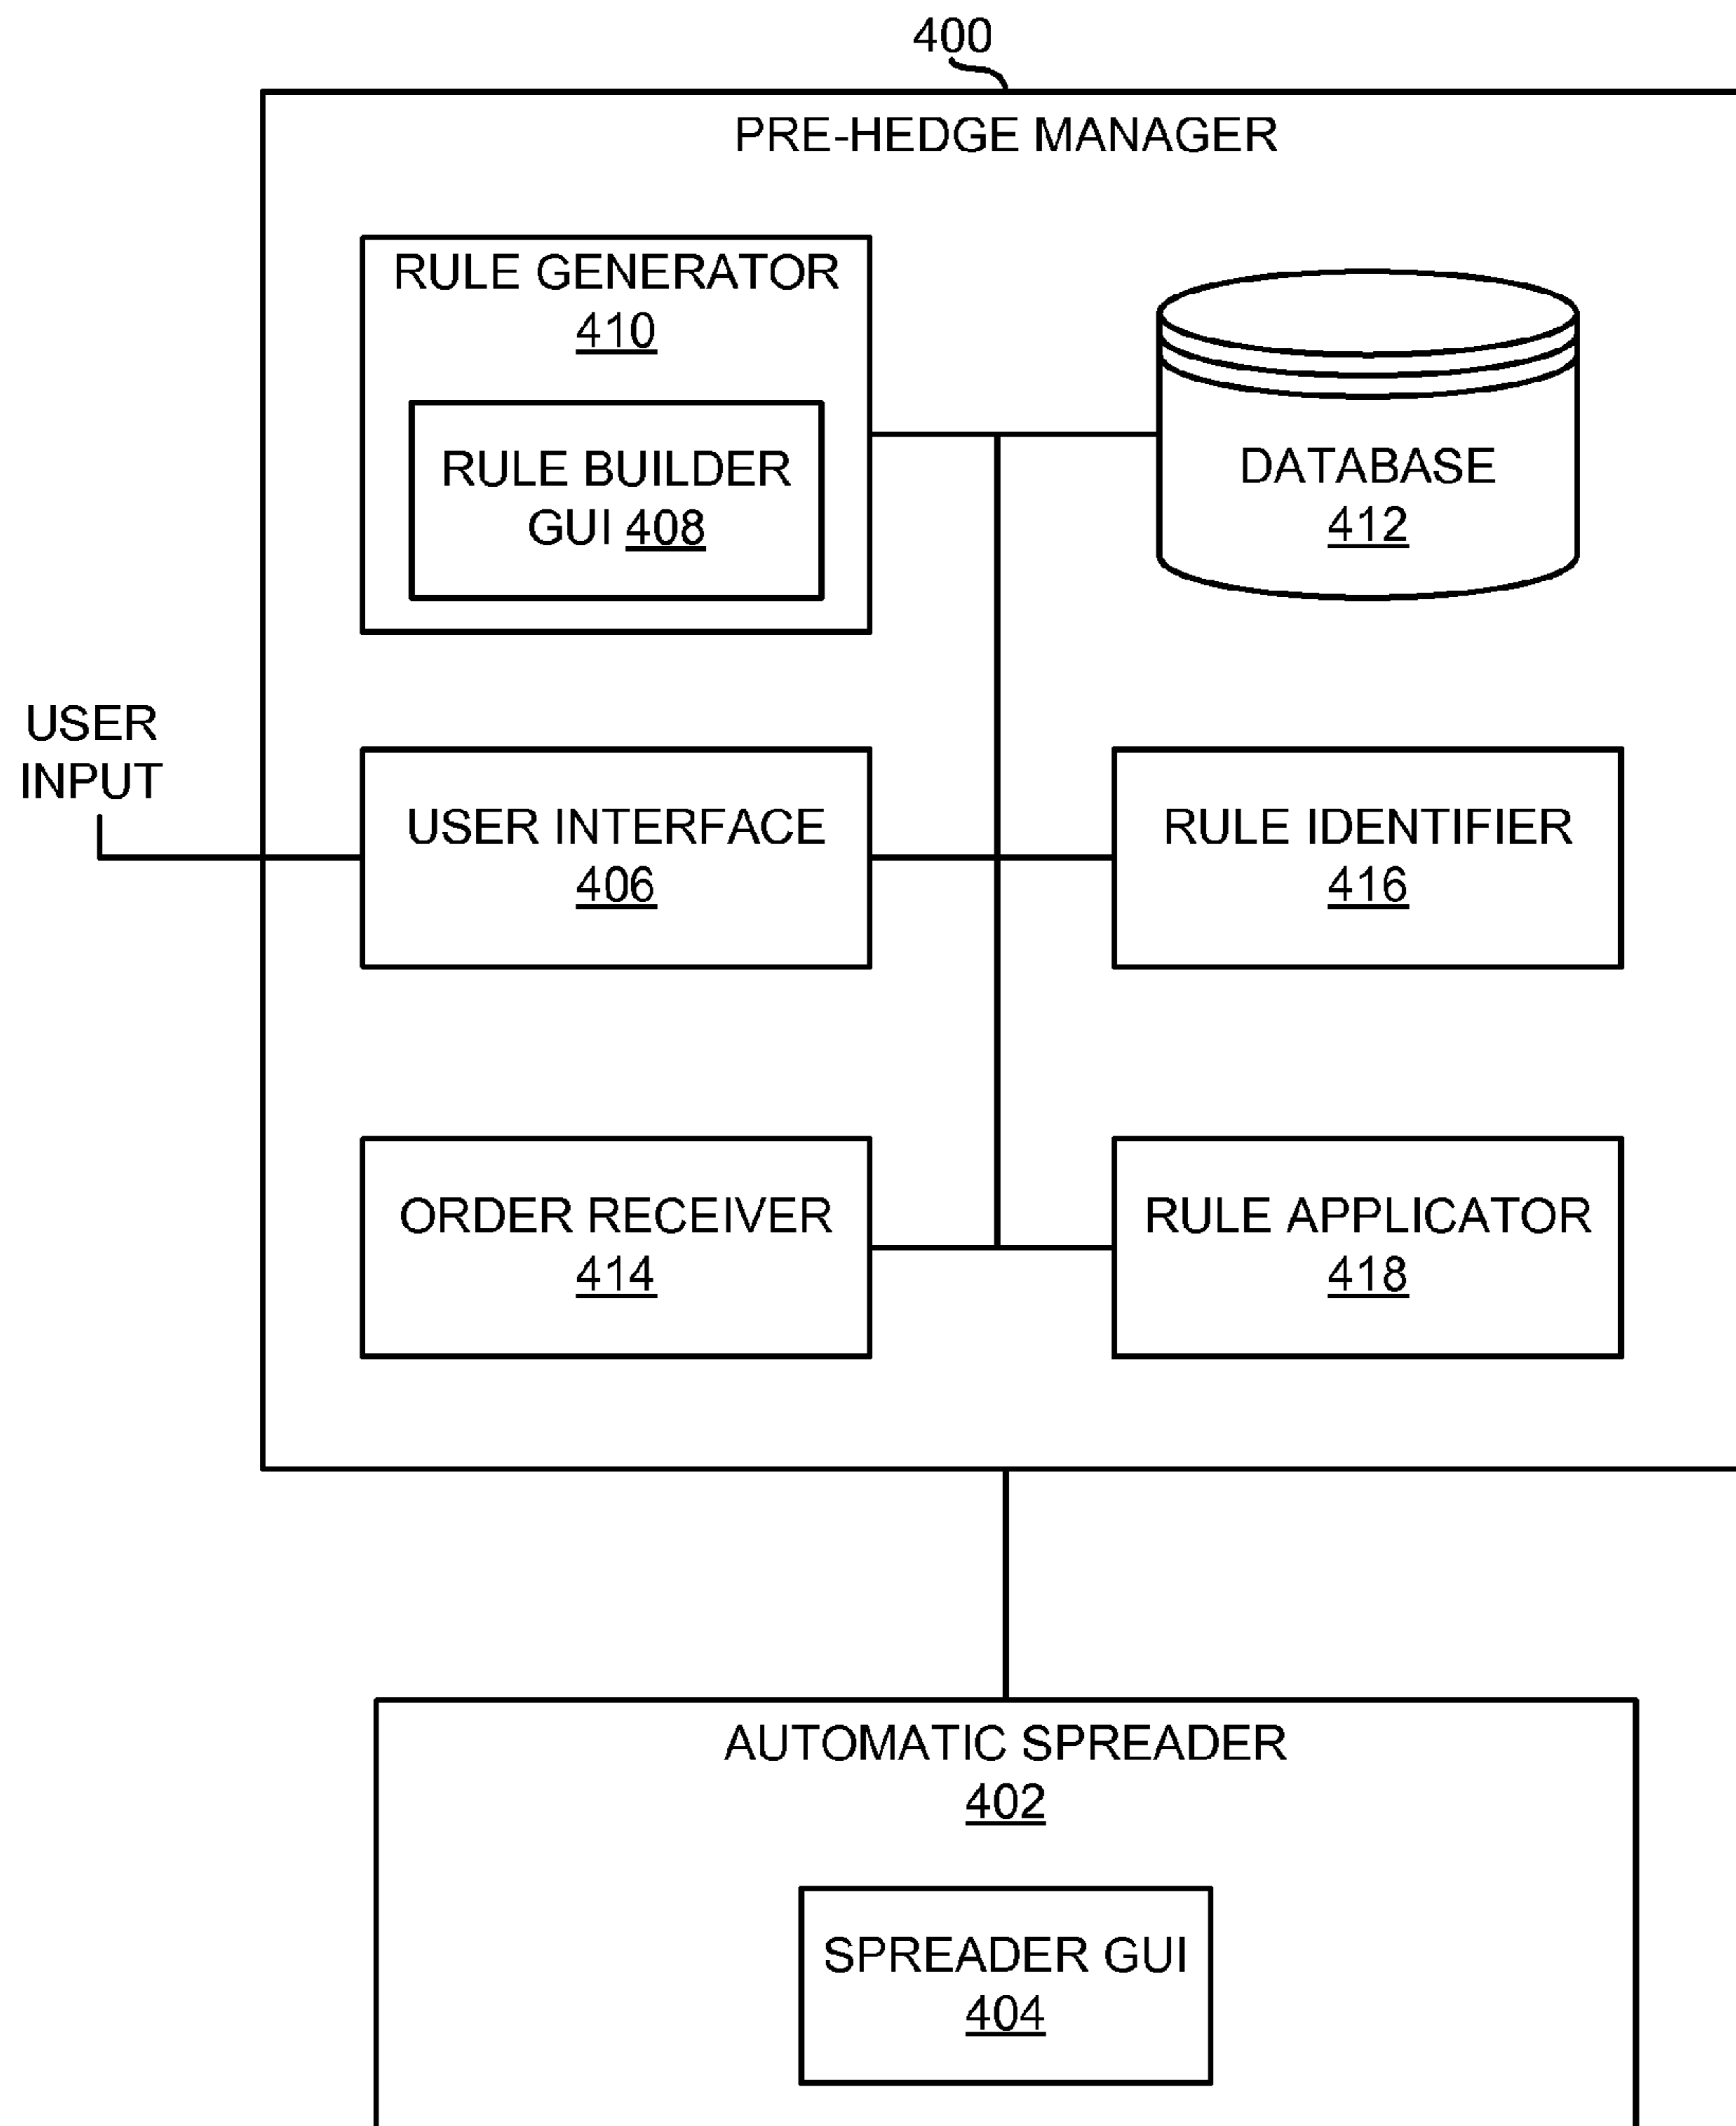 400
PRE-HEDGE MANAGER
RULE GENERATOR
410
RULE BUILDER
GUI 408
DATABASE
412
USER
INPUT
USER INTERFACE
406
RULE IDENTIFIER
416
ORDER RECEIVER
414
RULE APPLICATOR
418
AUTOMATIC SPREADER
402
SPREADER GUI
404